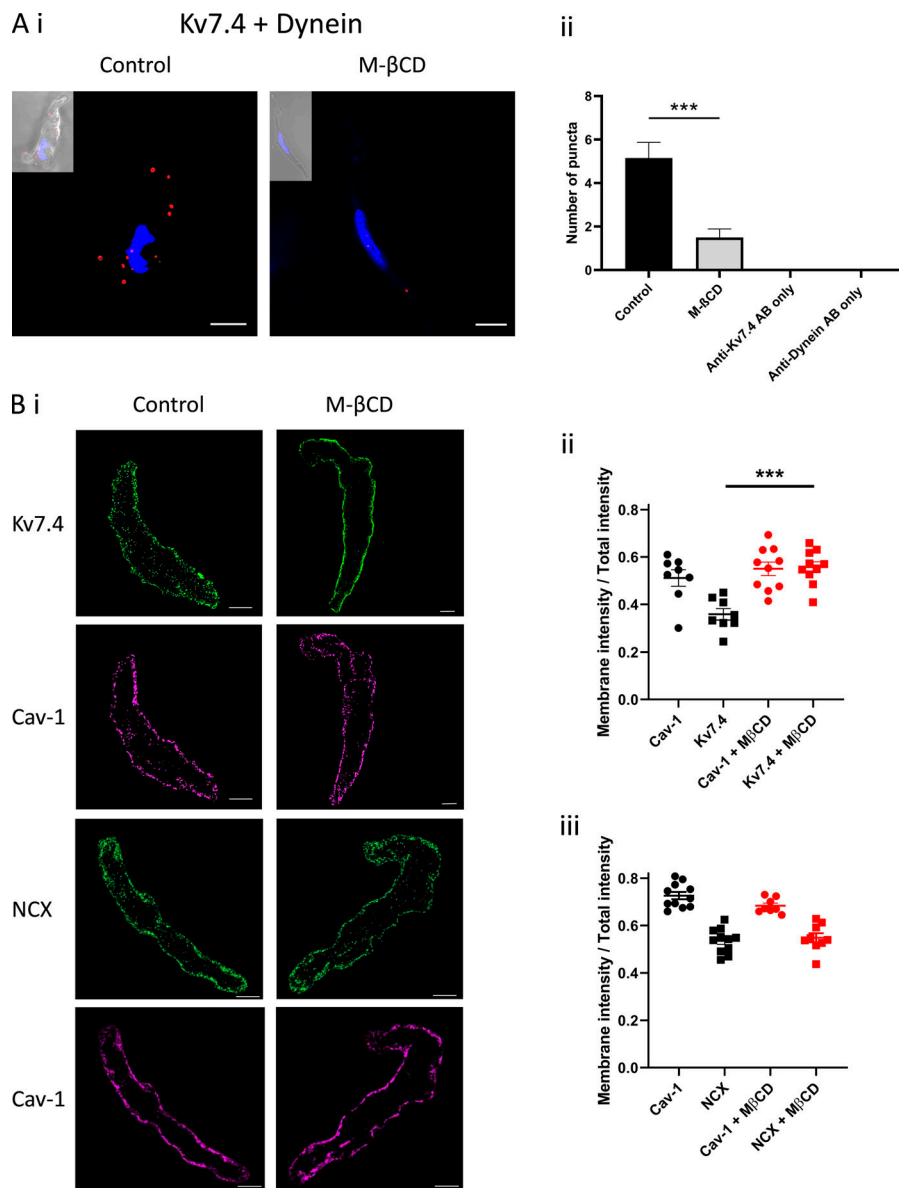 A i
Kv7.4 + Dynein
Control
M-βCD
ii
Number of puncta
8
6
4
2
0
***
Control
M-ßCD
Anti-Kv7.4 AB only
Anti-Dynein AB only
B i
Control
M-βCD
Kv7.4
Cav-1
NCX
Cav-1
ii
Membrane intensity / Total intensity
0.8
0.6
0.4
0.2
0.0
***
Cav-1
Kv7.4
Cav-1 + MβCD
Kv7.4 + MβCD
iii
Membrane intensity / Total intensity
0.8
0.6
0.4
0.2
0.0
Cav-1
NCX
Cav-1 + MβCD
NCX + MβCD